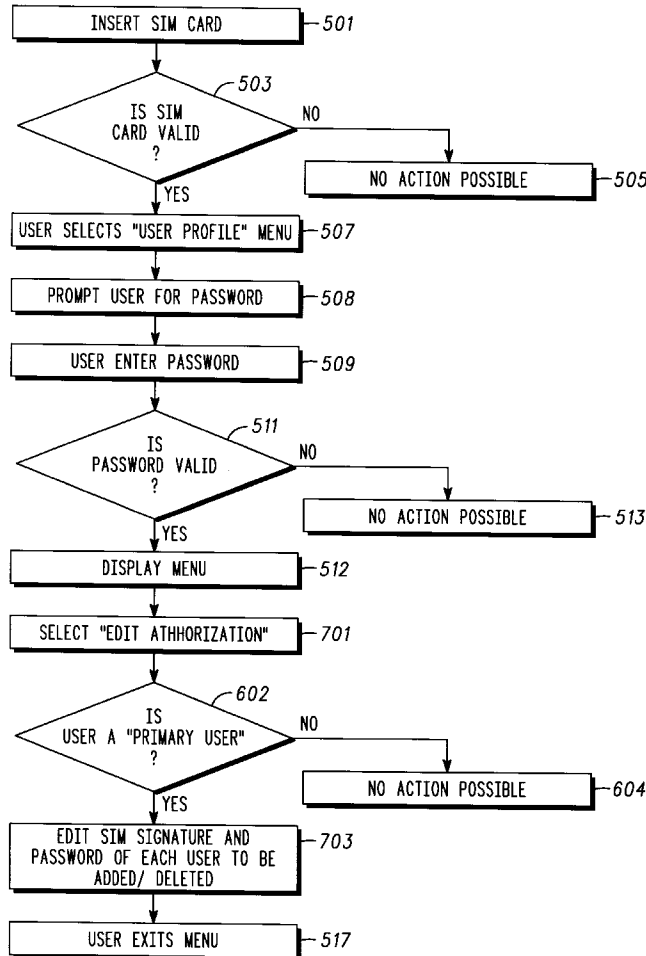 INSERT SIM CARD
501
503
IS SIM
CARD VALID
?
NO
YES
NO ACTION POSSIBLE
505
USER SELECTS "USER PROFILE" MENU
507
PROMPT USER FOR PASSWORD
508
USER ENTER PASSWORD
509
511
IS
PASSWORD VALID
?
NO
YES
NO ACTION POSSIBLE
513
DISPLAY MENU
512
SELECT "EDIT ATHHORIZATION"
701
602
IS
USER A "PRIMARY USER"
?
NO
YES
NO ACTION POSSIBLE
604
EDIT SIM SIGNATURE AND
PASSWORD OF EACH USER TO BE
ADDED/ DELETED
703
USER EXITS MENU
517